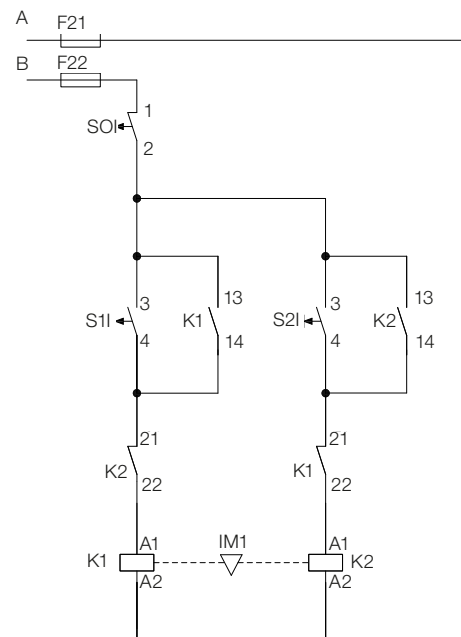 A F21
B F22
1
SOI
2
3 13 3 13
S1I K1 S2I K2
4 14 4 14
21 21
K2 K1
22 22
A1 IM1 A1
K1 K2
A2 A2